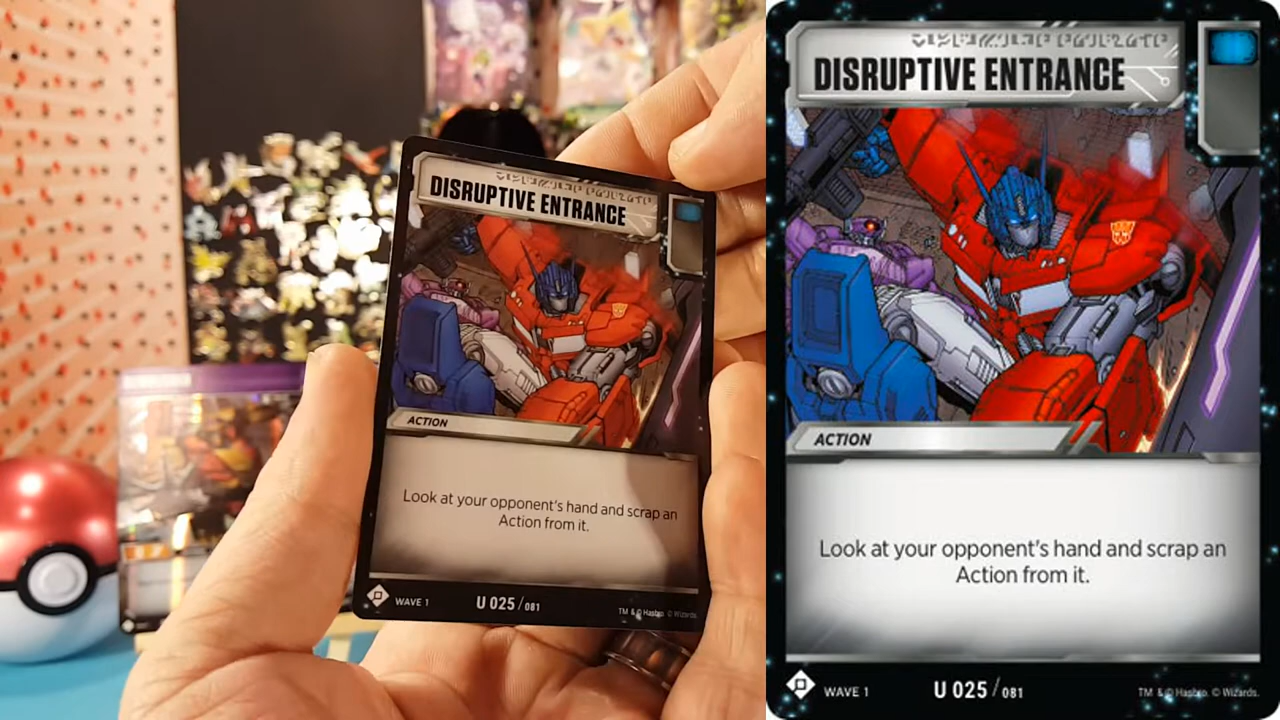 DISRUPTIVE ENTRANCE
ACTION
Look at your opponent's hand and scrap an
Action from it.
WAVE 1
U 025/081
TM & © Hasbro. © Wizards.
DISRUPTIVE ENTRANCE
ACTION
Look at your opponent's hand and scrap an
Action from it.
WAVE 1
U 025/081
TM & © Hasbro. © Wizards.